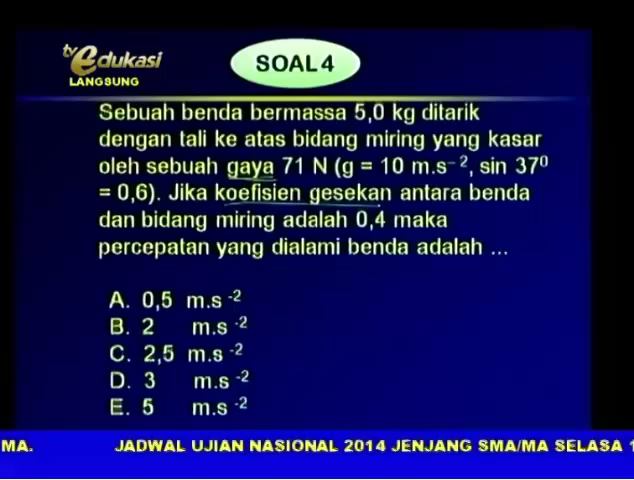 tv edukasi
LANGSUNG
SOAL 4
Sebuah benda bermassa 5,0 kg ditarik
dengan tali ke atas bidang miring yang kasar
oleh sebuah gaya 71 N (g = 10 m.s⁻², sin 37⁰
= 0,6). Jika koefisien gesekan antara benda
dan bidang miring adalah 0,4 maka
percepatan yang dialami benda adalah ...
A. 0,5 m.s⁻²
B. 2 m.s⁻²
C. 2,5 m.s⁻²
D. 3 m.s⁻²
E. 5 m.s⁻²
MA. JADWAL UJIAN NASIONAL 2014 JENJANG SMA/MA SELASA 1